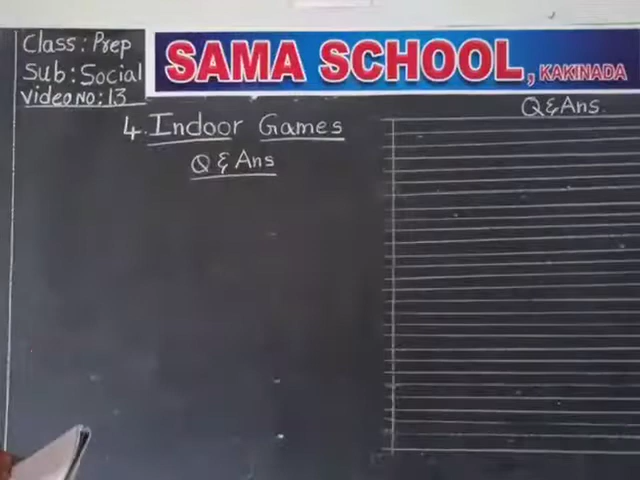 Class: Prep
Sub: Social
Video No: 13
SAMA SCHOOL, KAKINADA
4. Indoor Games
Q & Ans
Q & Ans.